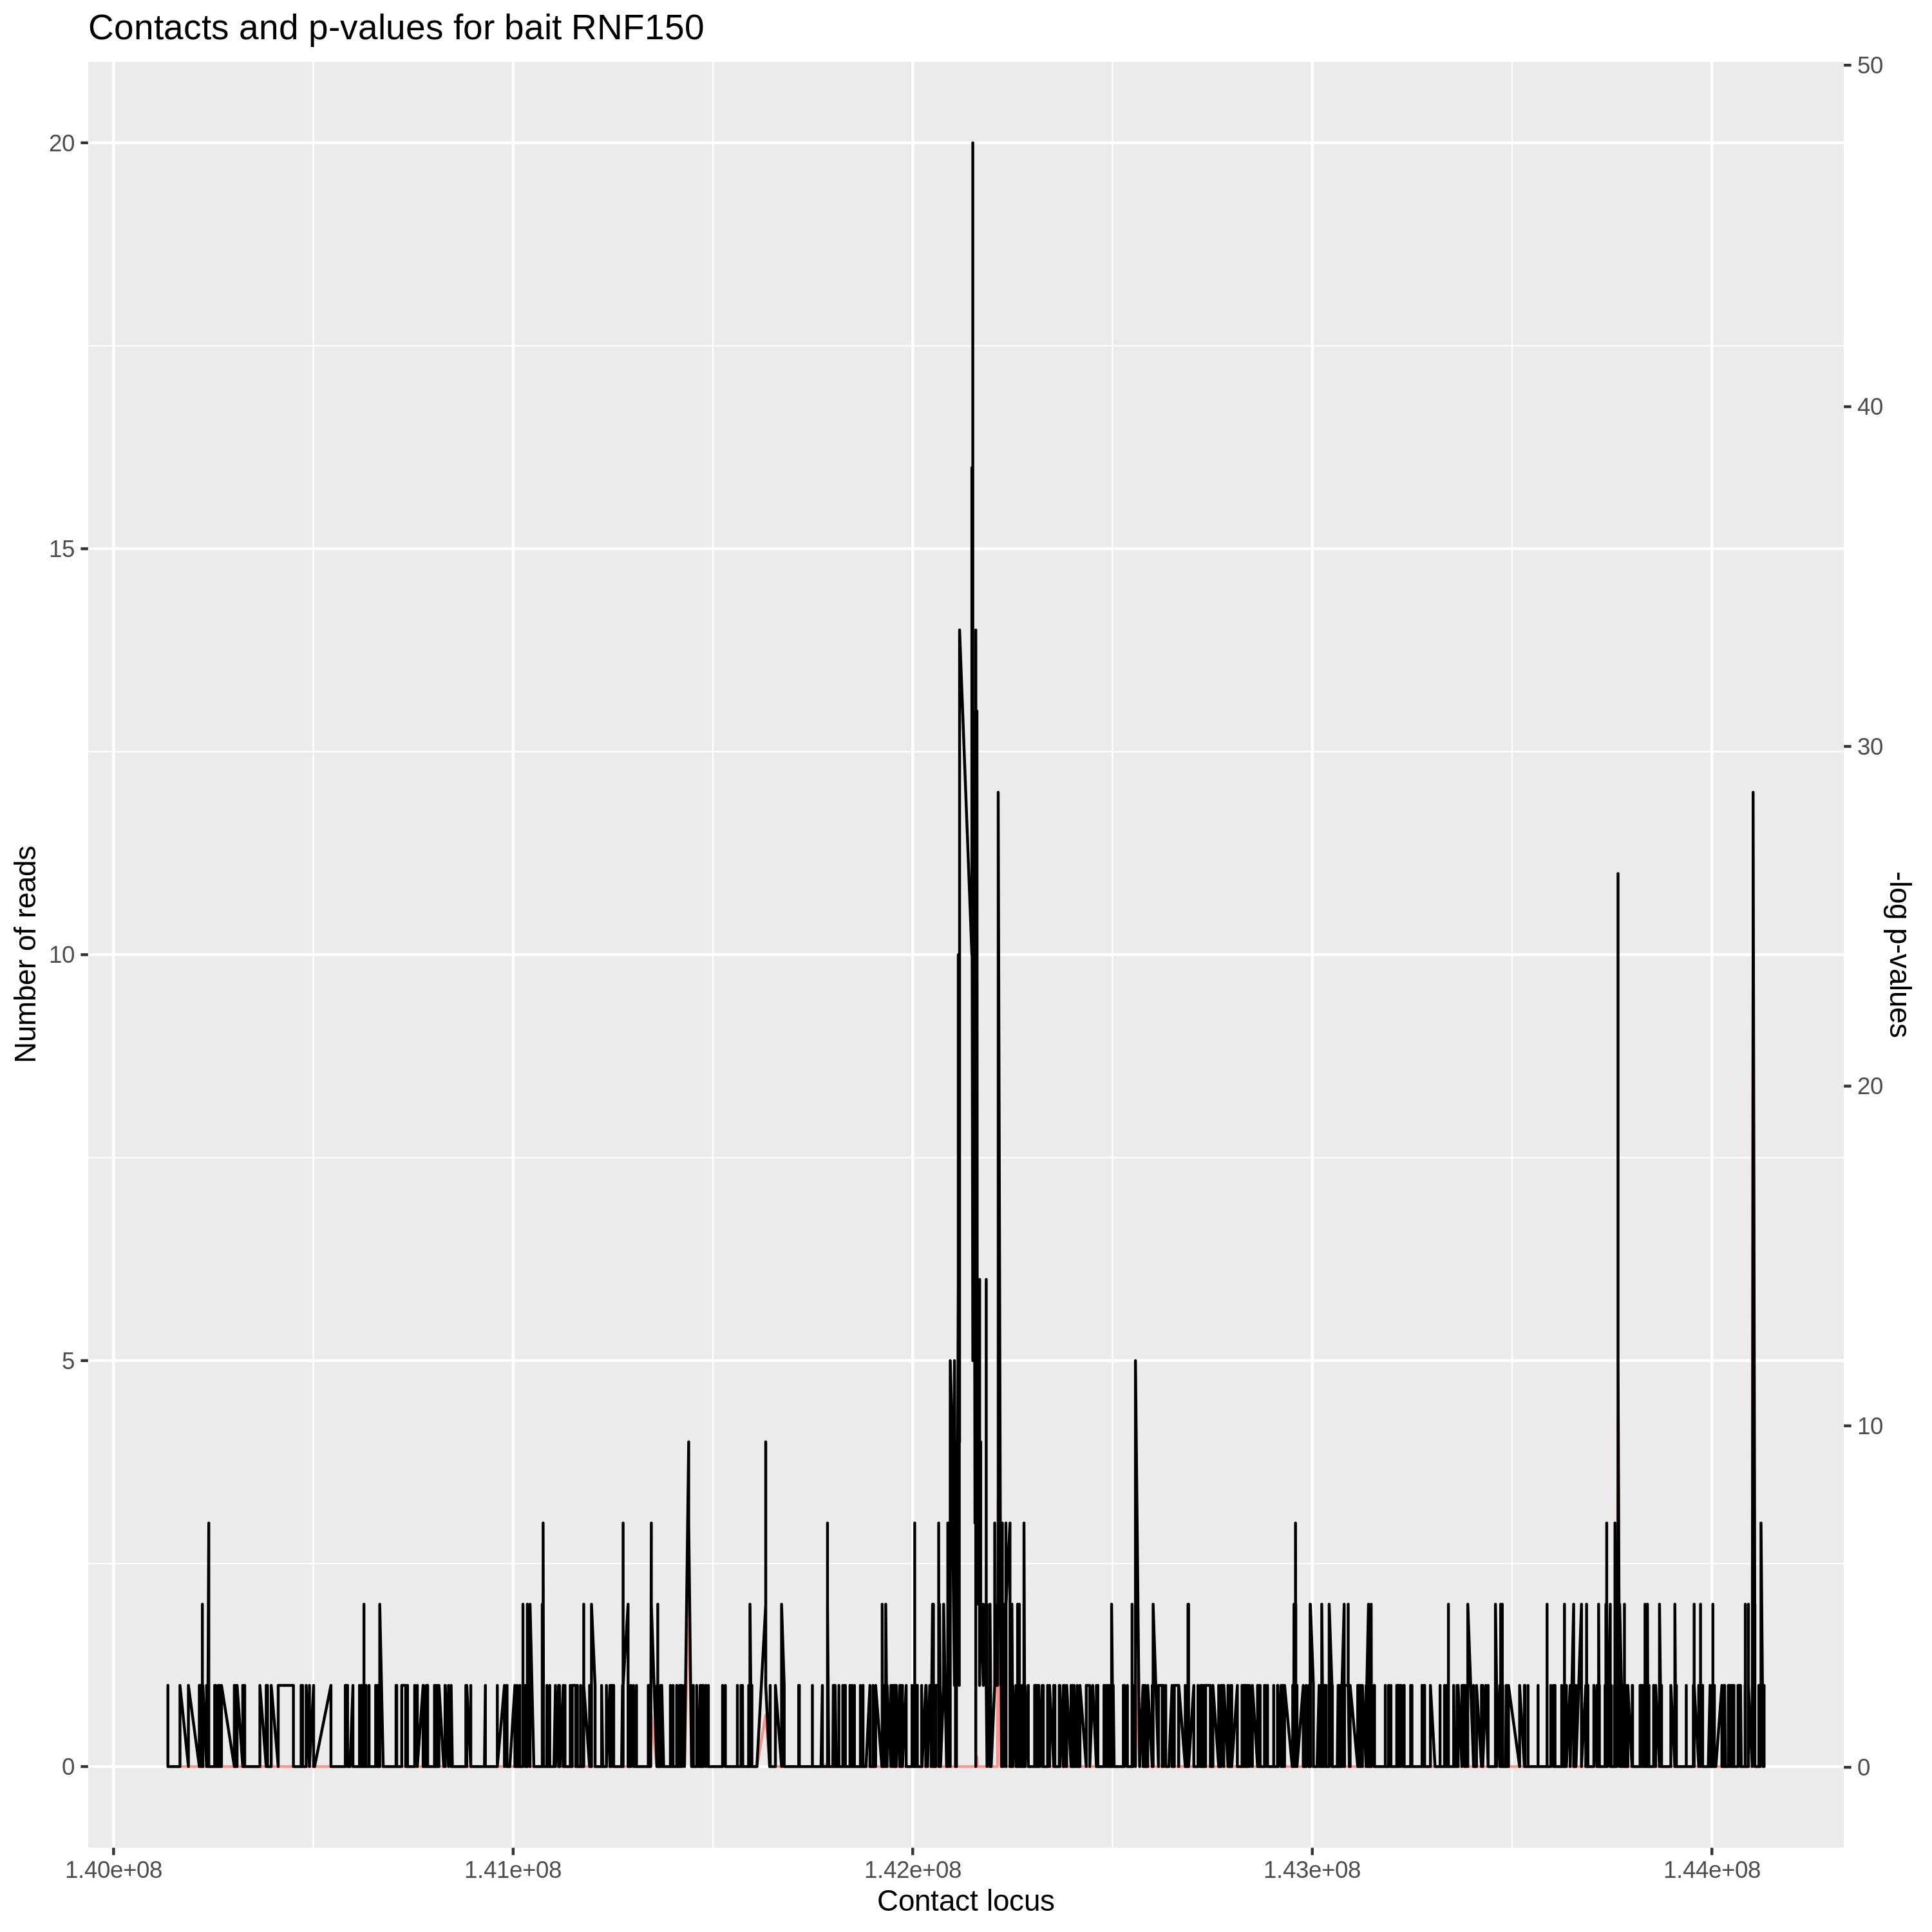 Contacts and p-values for bait RNF150
Number of reads
20
15
10
5
0
50
40
30
20
10
0
-log p-values
1.40e+08 1.41e+08 1.42e+08 1.43e+08 1.44e+08
Contact locus